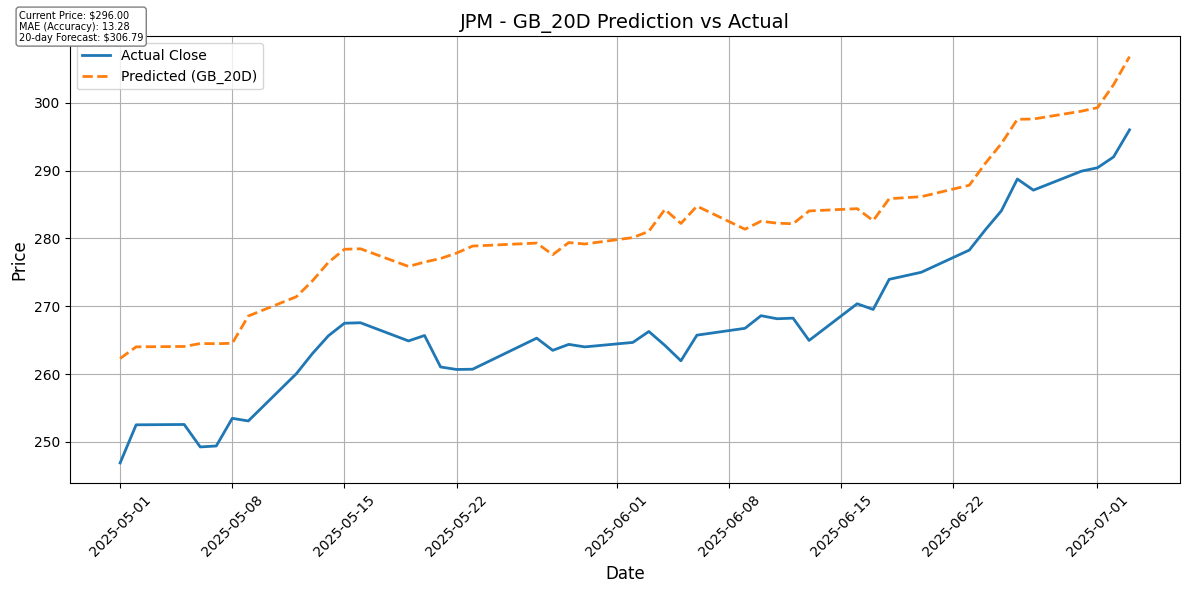 JPM - GB_20D Prediction vs Actual
Current Price: $296.00
MAE (Accuracy): 13.28
20-day Forecast: $306.79
Actual Close
Predicted (GB_20D)
Price
300
290
280
270
260
250
2025-05-01
2025-05-08
2025-05-15
2025-05-22
2025-06-01
2025-06-08
2025-06-15
2025-06-22
2025-07-01
Date